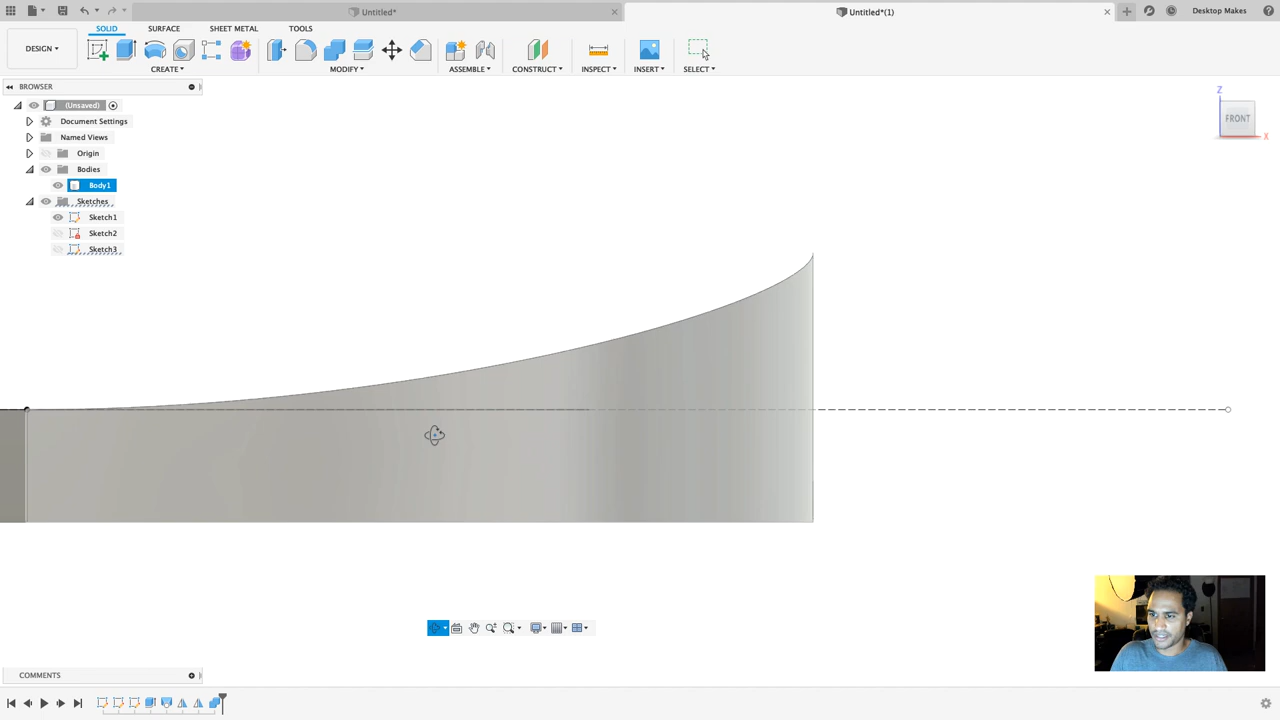 Untitled*
Untitled*(1)
Desktop Makes
DESIGN
SOLID
SURFACE
SHEET METAL
TOOLS
CREATE
MODIFY
ASSEMBLE
CONSTRUCT
INSPECT
INSERT
SELECT
BROWSER
(Unsaved)
Document Settings
Named Views
Origin
Bodies
Body1
Sketches
Sketch1
Sketch2
Sketch3
Z
FRONT
X
COMMENTS